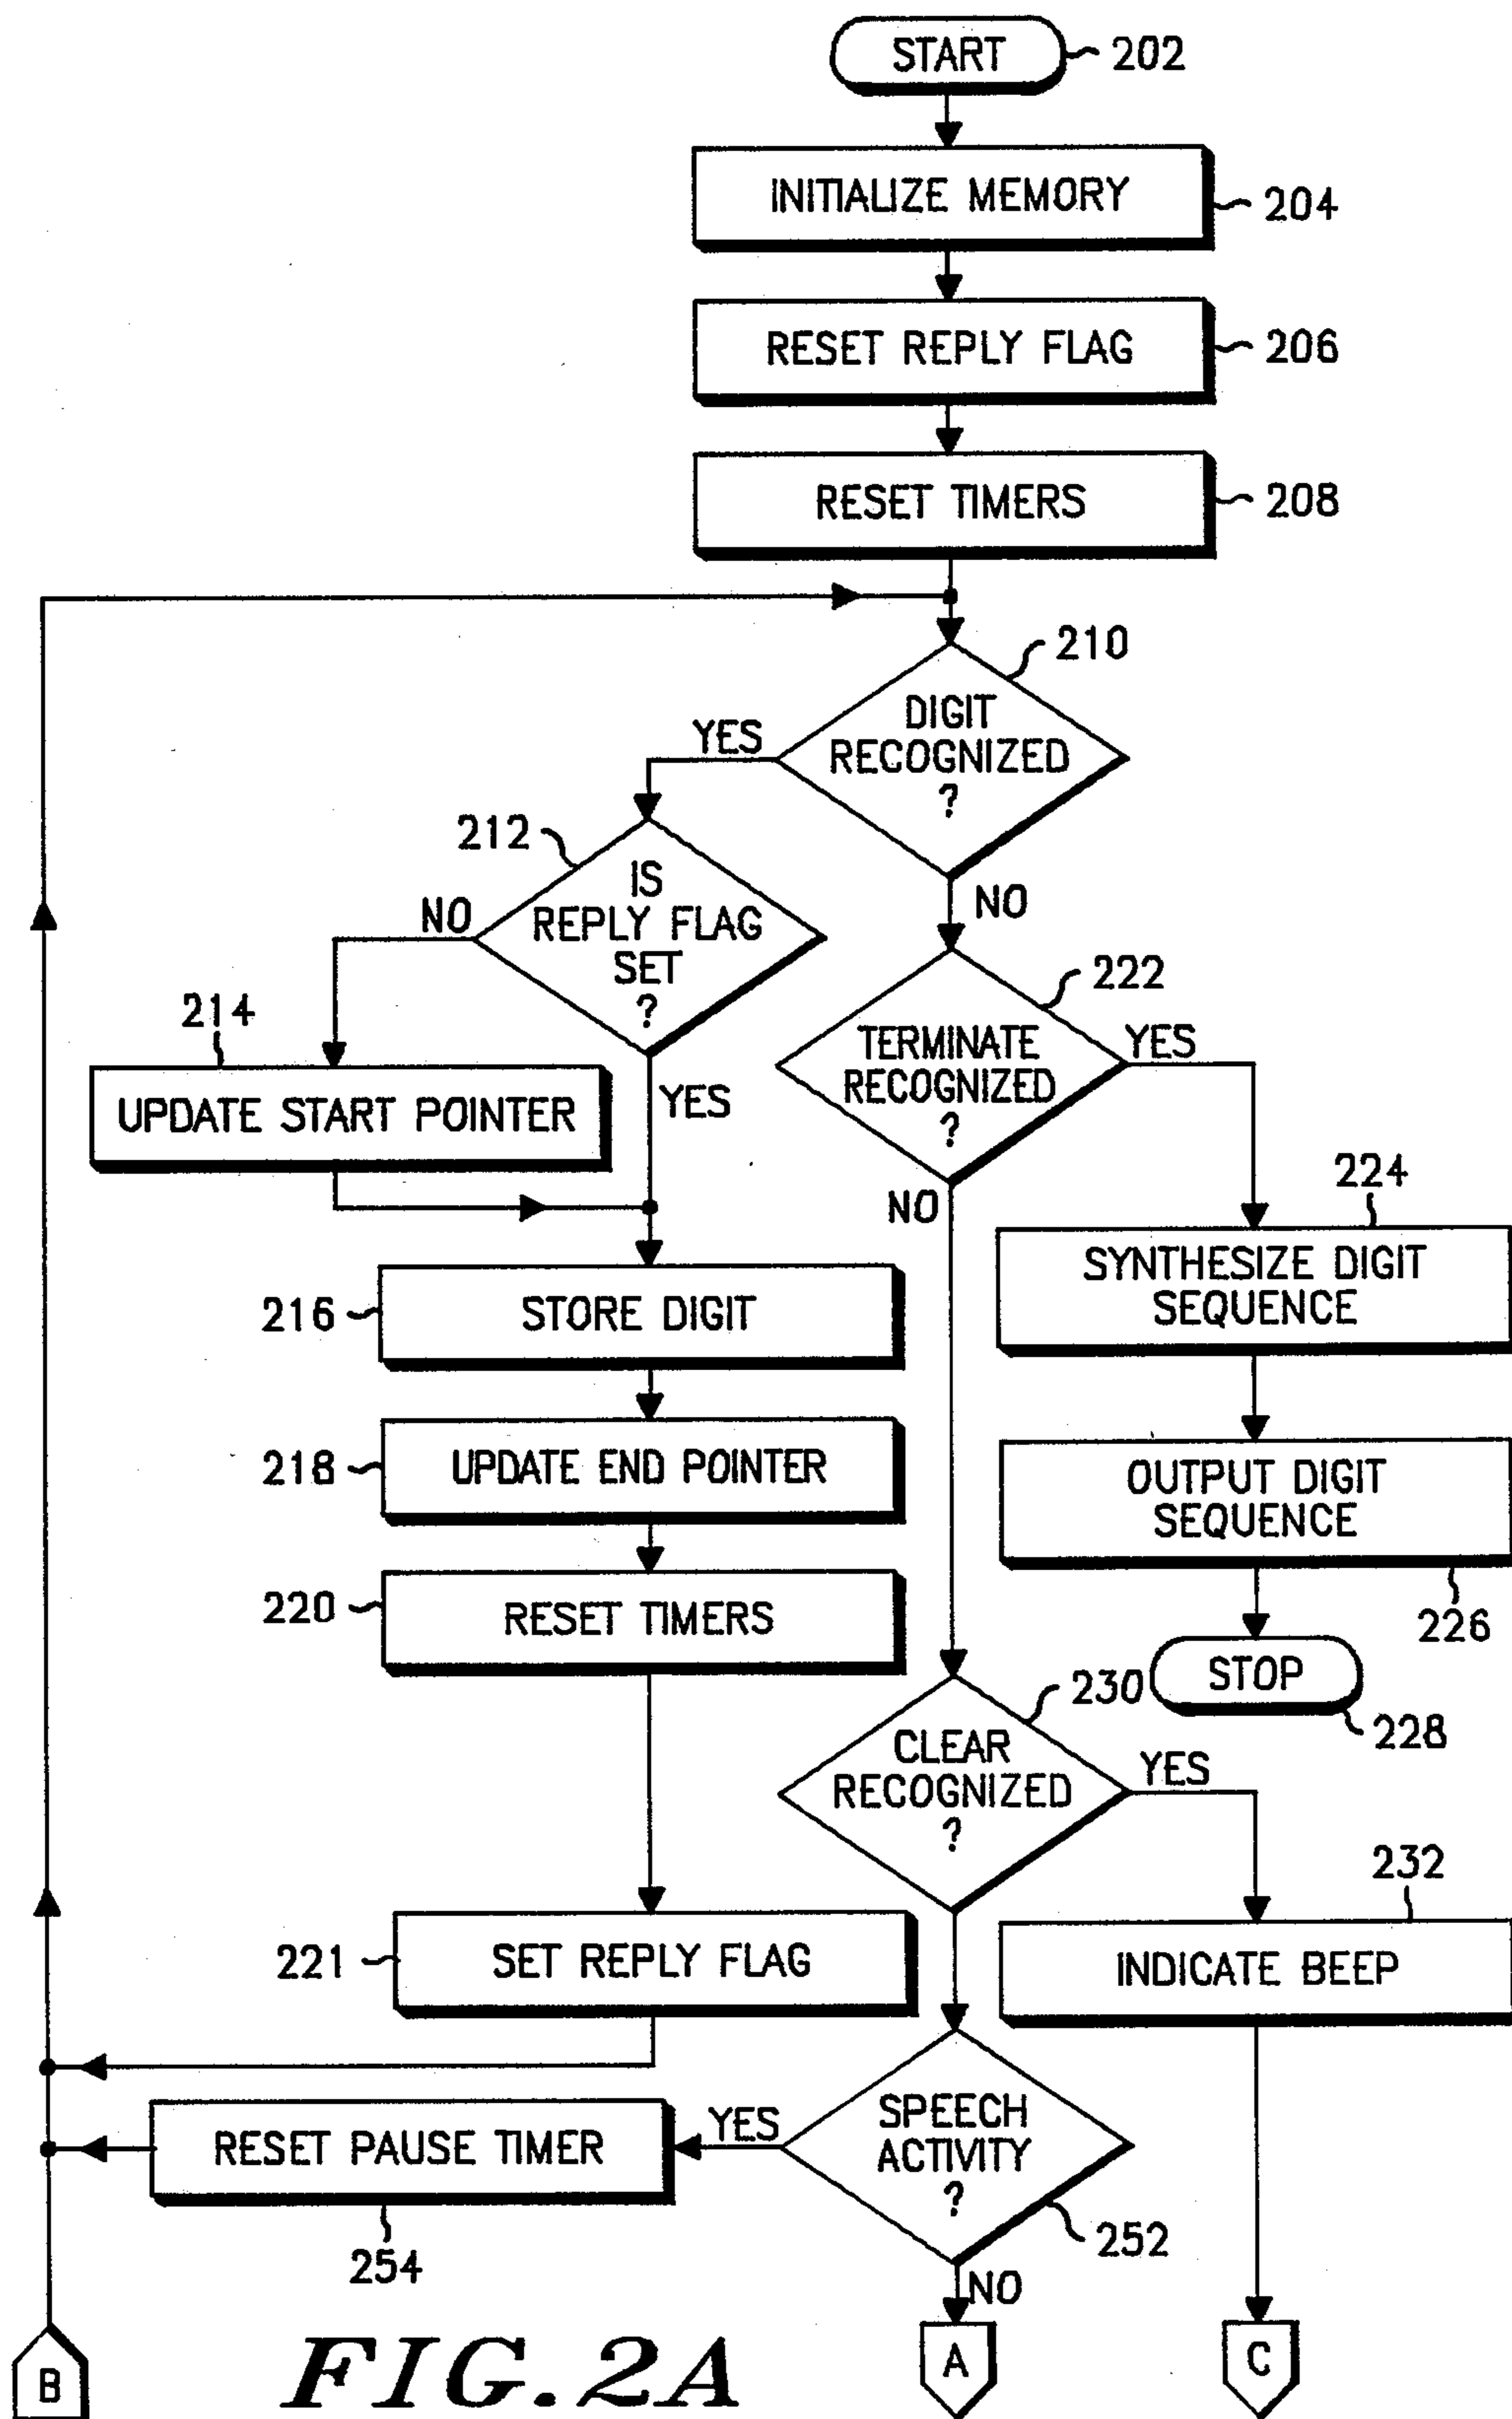 START
202
INITIALIZE MEMORY
204
RESET REPLY FLAG
206
RESET TIMERS
208
210
DIGIT
RECOGNIZED
?
YES
NO
212
IS
REPLY FLAG
SET
?
NO
YES
214
UPDATE START POINTER
222
TERMINATE
RECOGNIZED
?
YES
NO
224
SYNTHESIZE DIGIT
SEQUENCE
216
STORE DIGIT
218
UPDATE END POINTER
OUTPUT DIGIT
SEQUENCE
226
220
RESET TIMERS
STOP
228
230
CLEAR
RECOGNIZED
?
YES
232
INDICATE BEEP
221
SET REPLY FLAG
SPEECH
ACTIVITY
?
252
YES
NO
RESET PAUSE TIMER
254
B
FIG. 2A
A
C